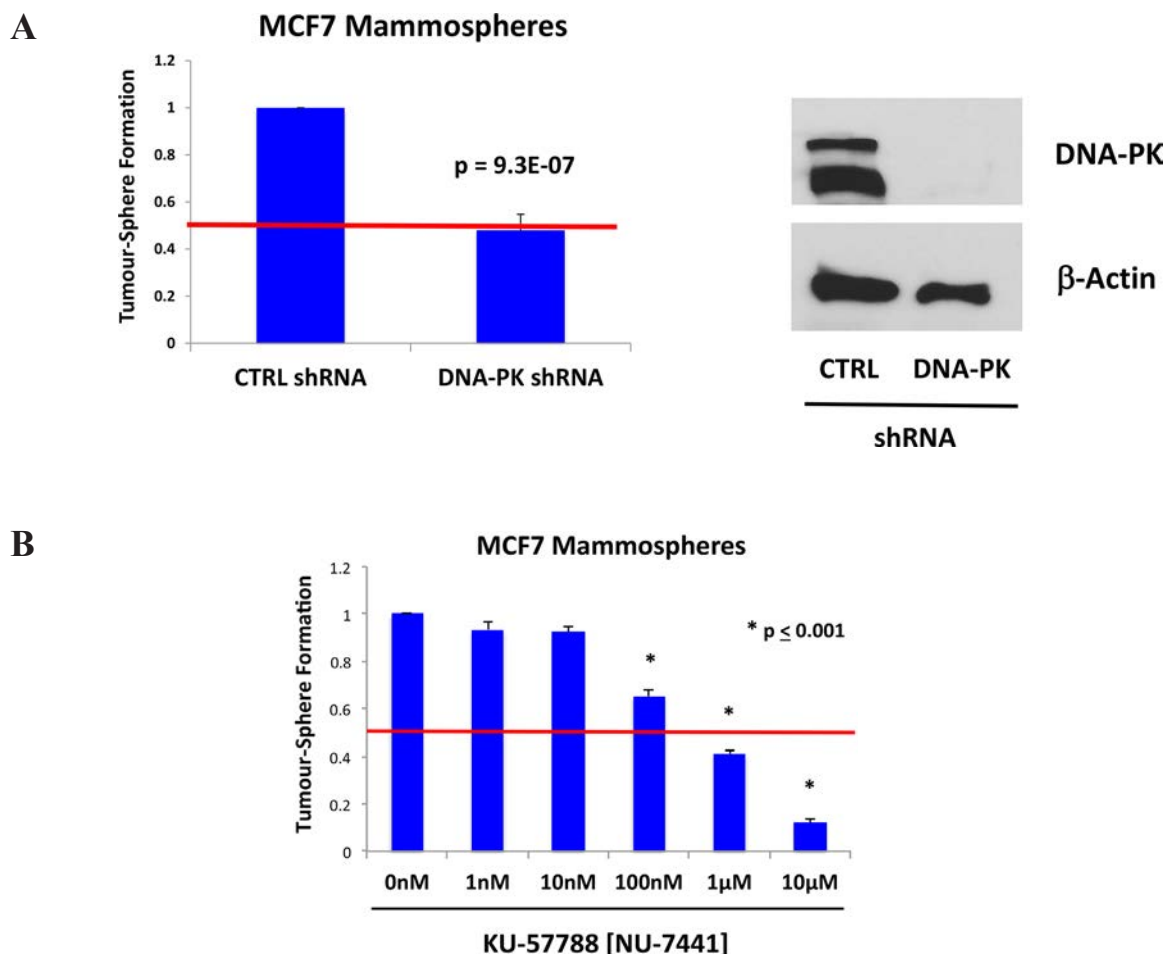 A
MCF7 Mammospheres
Tumour-Sphere Formation
1.2
1
0.8
0.6
0.4
0.2
0
p = 9.3E-07
CTRL shRNA
DNA-PK shRNA
DNA-PK
β-Actin
CTRL
DNA-PK
shRNA
B
MCF7 Mammospheres
Tumour-Sphere Formation
1.2
1
0.8
0.6
0.4
0.2
0
* p ≤ 0.001
*
*
*
0nM
1nM
10nM
100nM
1μM
10μM
KU-57788 [NU-7441]